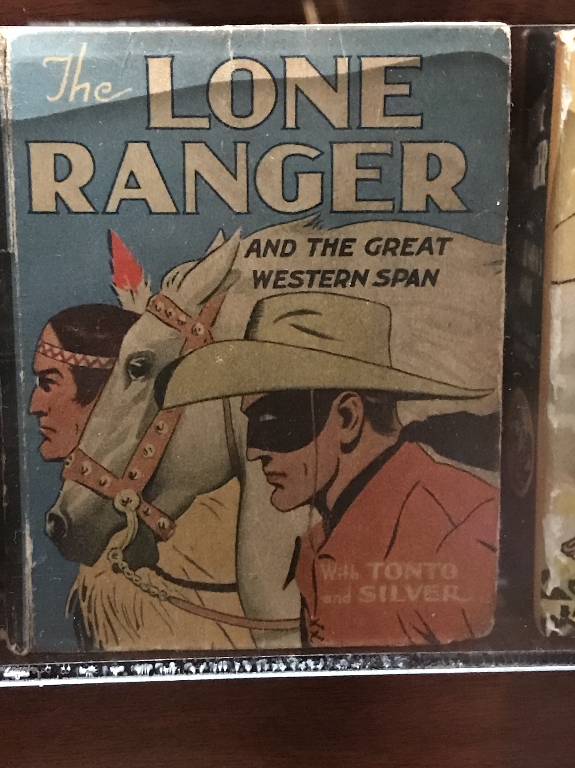 The LONE
RANGER
AND THE GREAT
WESTERN SPAN
With TONTO
and SILVER